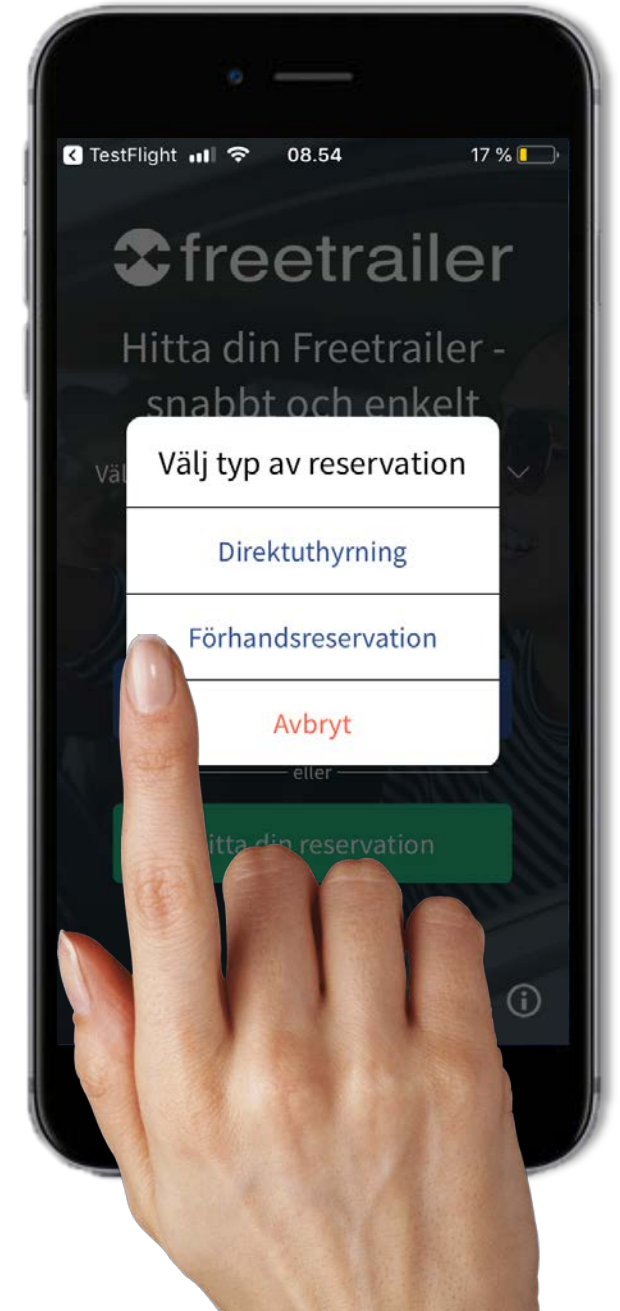 TestFlight 08.54 17 %
freetrailer
Hitta din Freetrailer -
snabbt och enkelt
Välj typ av reservation
Direktuthyrning
Förhandsreservation
Avbryt
eller
din reservation